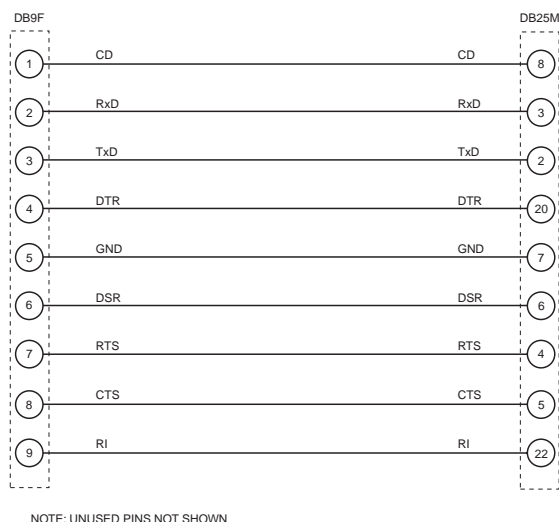 DB9F DB25M
1 CD CD 8
2 RxD RxD 3
3 TxD TxD 2
4 DTR DTR 20
5 GND GND 7
6 DSR DSR 6
7 RTS RTS 4
8 CTS CTS 5
9 RI RI 22
NOTE: UNUSED PINS NOT SHOWN